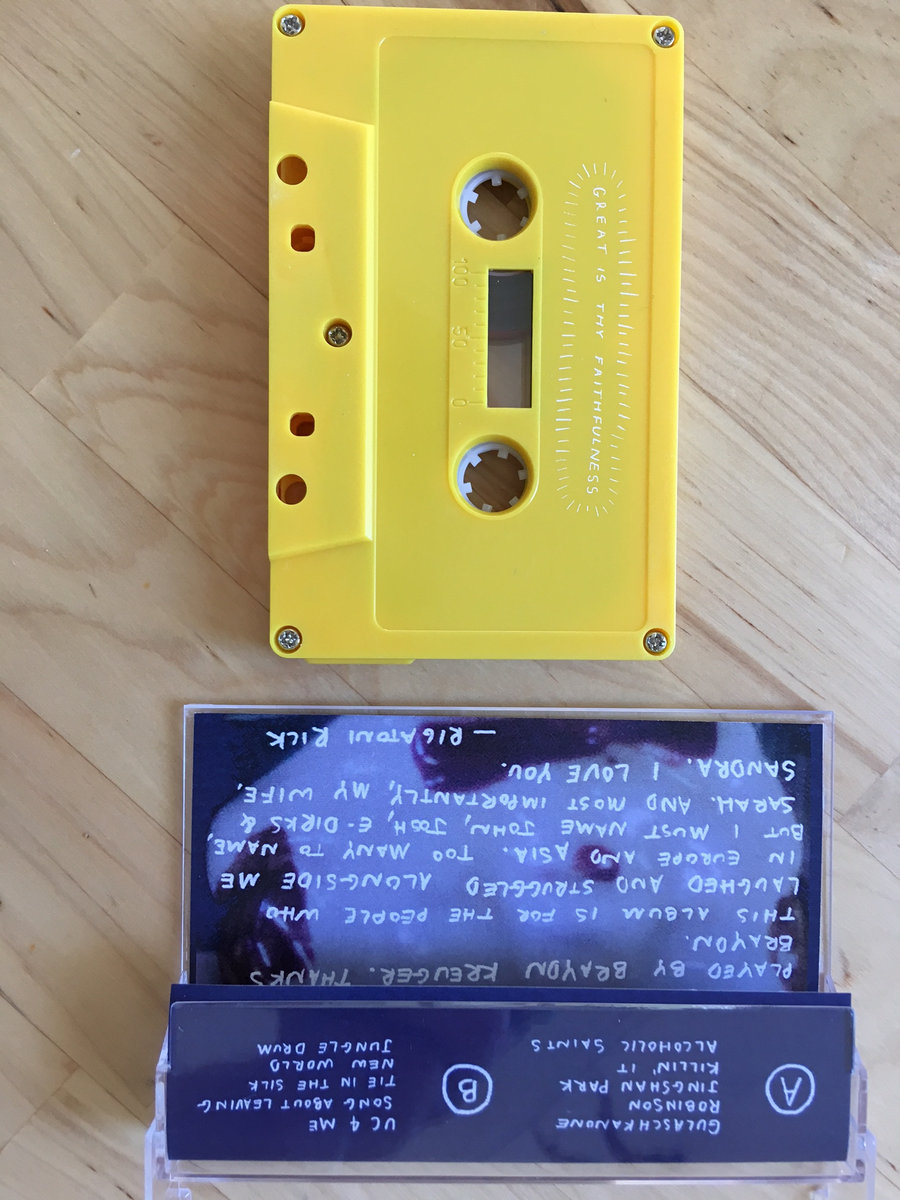 GREAT IS THY FAITHFULNESS
100
50
0
PLAYED BY BRAYDN KREUGER. THANKS
BRAYDN.
THIS ALBUM IS FOR THE PEOPLE WHO
LAUGHED AND STRUGGLED ALONGSIDE ME
IN EUROPE AND ASIA. TOO MANY TO NAME,
BUT I MUST NAME JOHN, JOSH, E-DIRKS &
SARAH. AND MOST IMPORTANTLY, MY WIFE,
SANDRA. I LOVE YOU.
— RIGATONI RICK
A
GULASCHKANONE
ROBINSON
JINGSHAN PARK
KILLIN' IT
ALCOHOLIC SAINTS
B
UC 4 ME
SONG ABOUT LEAVING
TIE IN THE SILK
NEW WORLD
JUNGLE DRUM